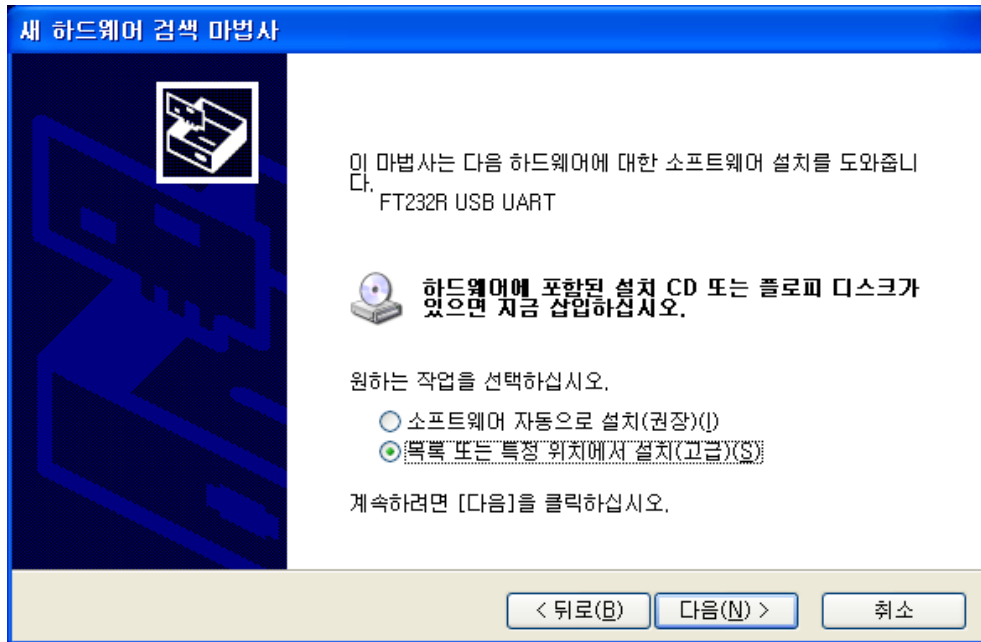 새 하드웨어 검색 마법사
이 마법사는 다음 하드웨어에 대한 소프트웨어 설치를 도와줍니
다.
FT232R USB UART
하드웨어에 포함된 설치 CD 또는 플로피 디스크가
있으면 지금 삽입하십시오.
원하는 작업을 선택하십시오.
소프트웨어 자동으로 설치(권장)(I)
목록 또는 특정 위치에서 설치(고급)(S)
계속하려면 [다음]을 클릭하십시오.
< 뒤로(B) 다음(N) > 취소